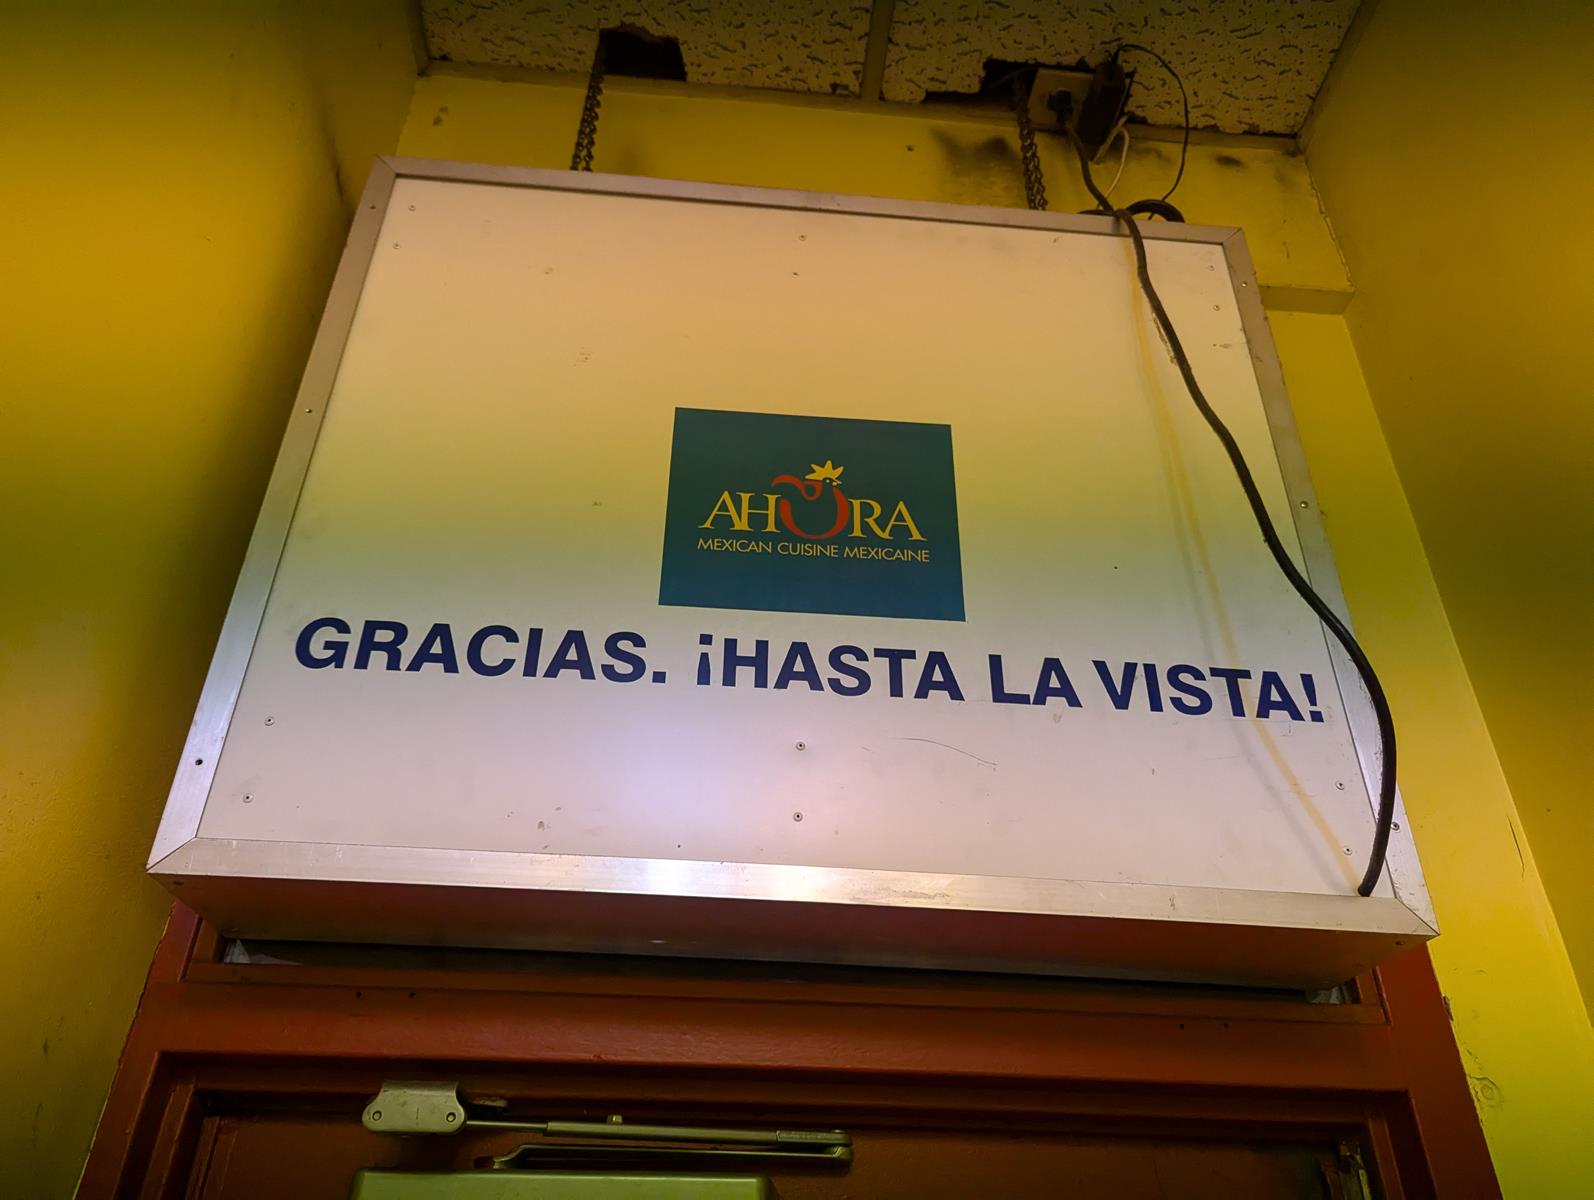 AHORA
MEXICAN CUISINE MEXICAINE
GRACIAS. ¡HASTA LA VISTA!